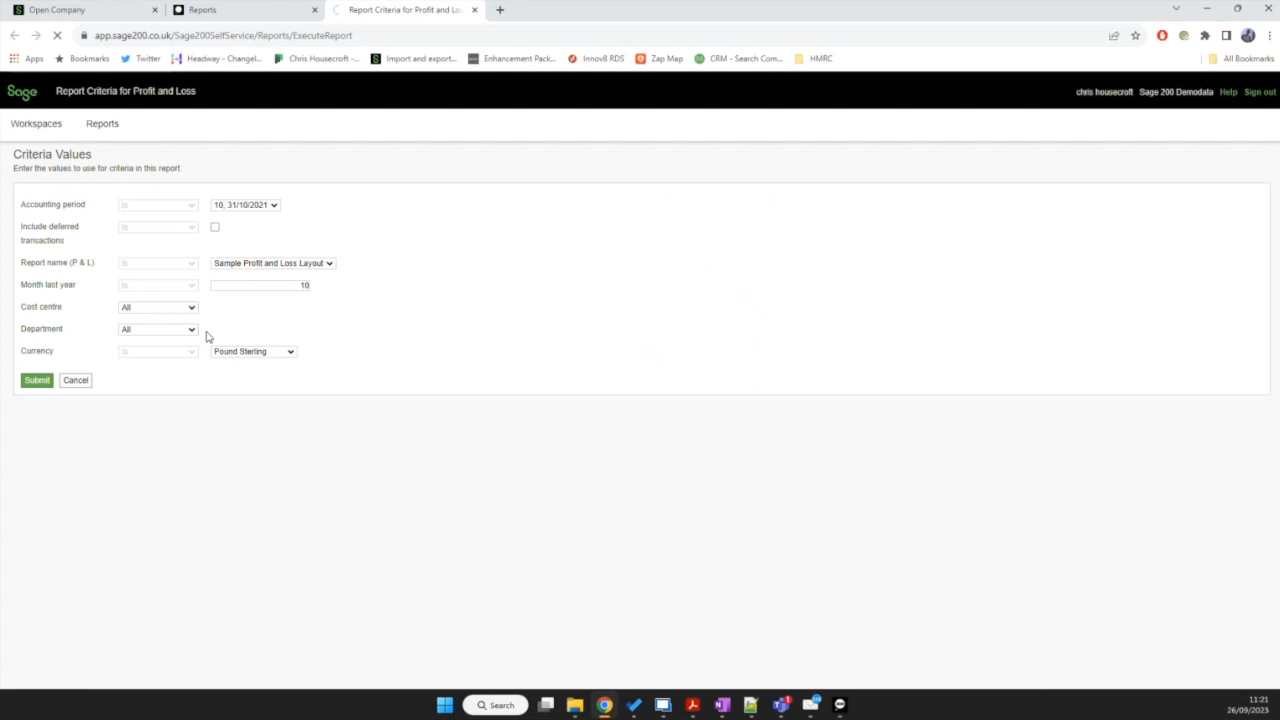 Open Company
Reports
Report Criteria for Profit and Lo
app.sage200.co.uk/Sage200SelfService/Reports/ExecuteReport
Apps
Bookmarks
Twitter
Headway - Changel...
Chris Housecroft -...
Import and export...
Enhancement Pack...
Innov8 RDS
Zap Map
CRM - Search Com...
HMRC
All Bookmarks
Sage
Report Criteria for Profit and Loss
chris housecroft Sage 200 Demodata Help Sign out
Workspaces Reports
Criteria Values
Enter the values to use for criteria in this report.
Accounting period Is 10, 31/10/2021
Include deferred Is
transactions
Report name (P & L) Is Sample Profit and Loss Layout
Month last year Is 10
Cost centre All
Department All
Currency Is Pound Sterling
Submit Cancel
Search
11:21
26/09/2023